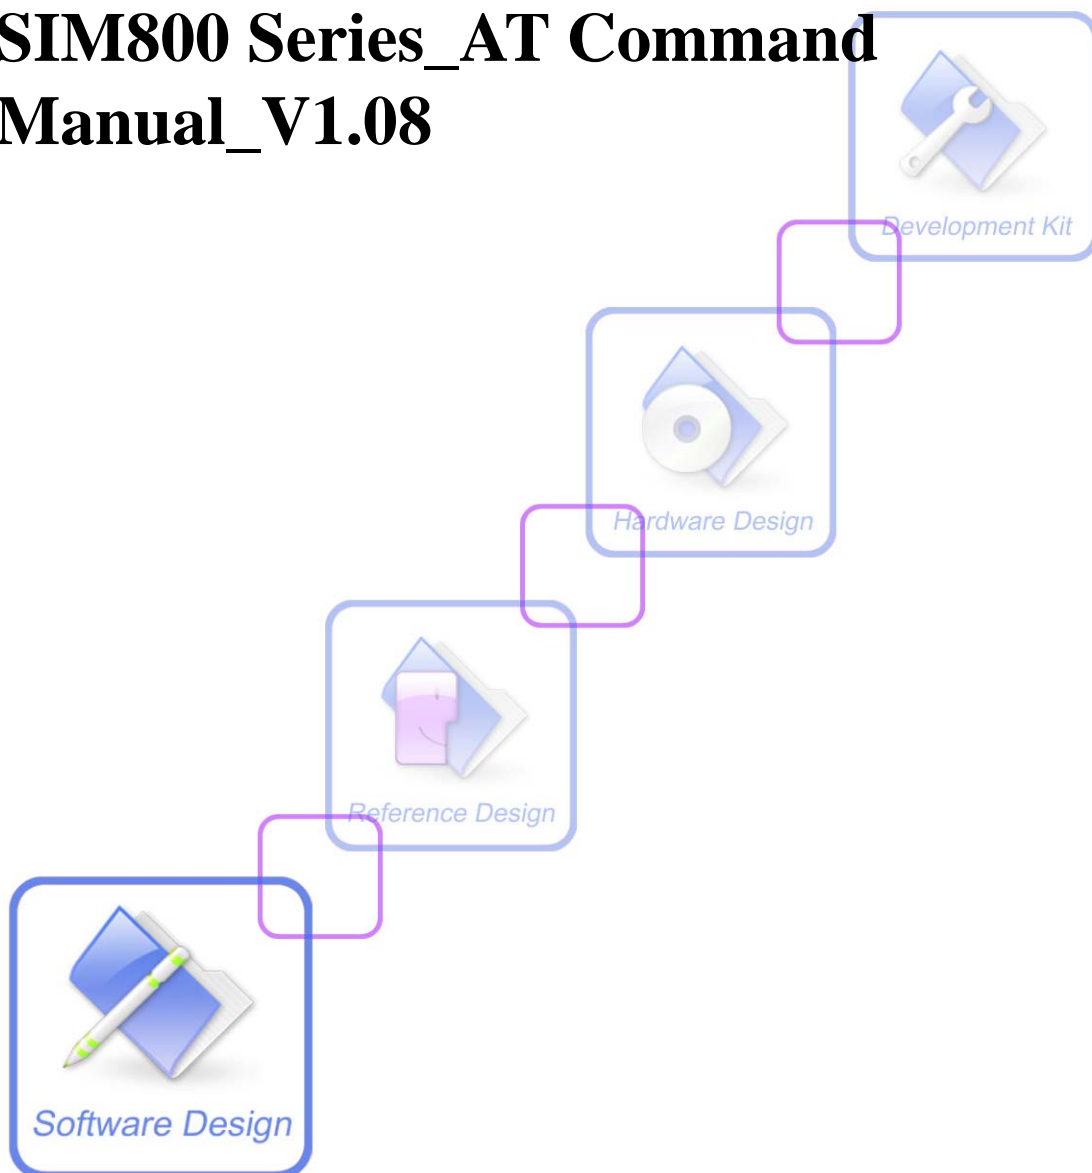 SIM800 Series_AT Command
Manual_V1.08
Development Kit
Hardware Design
Reference Design
Software Design